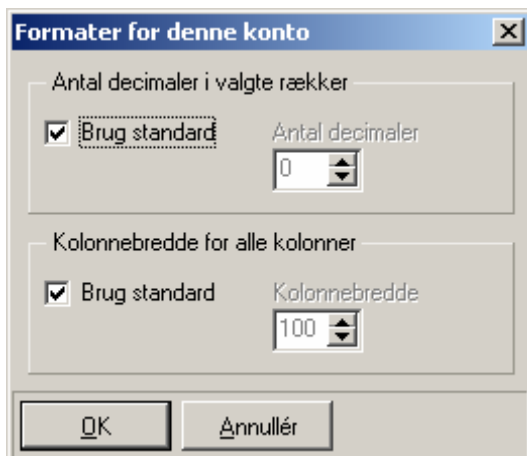 Formater for denne konto
Antal decimaler i valgte rækker
Brug standard
Antal decimaler
0
Kolonnebredde for alle kolonner
Brug standard
Kolonnebredde
100
OK
Annullér